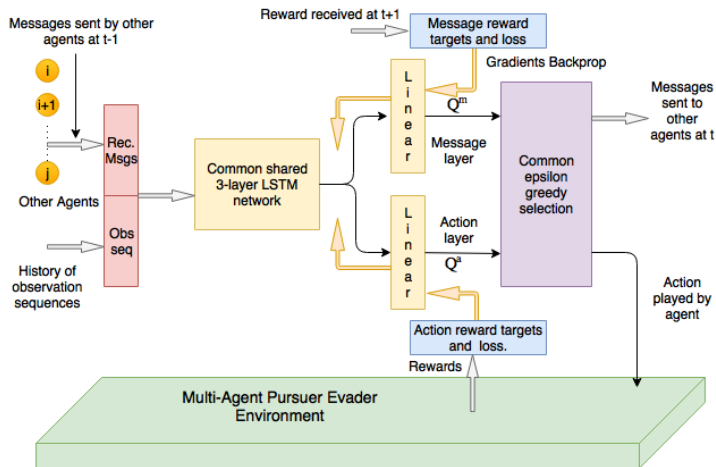 Messages sent by other
agents at t-1
Reward received at t+1
Message reward
targets and loss
Gradients Backprop
i
i+1
j
Other Agents
Rec.
Msgs
Obs
seq
History of
observation
sequences
Common shared
3-layer LSTM
network
Linear
Q^m
Message
layer
Linear
Action
layer
Q^a
Common
epsilon
greedy
selection
Messages
sent to
other
agents at t
Action
played by
agent
Action reward targets
and loss.
Rewards
Multi-Agent Pursuer Evader
Environment